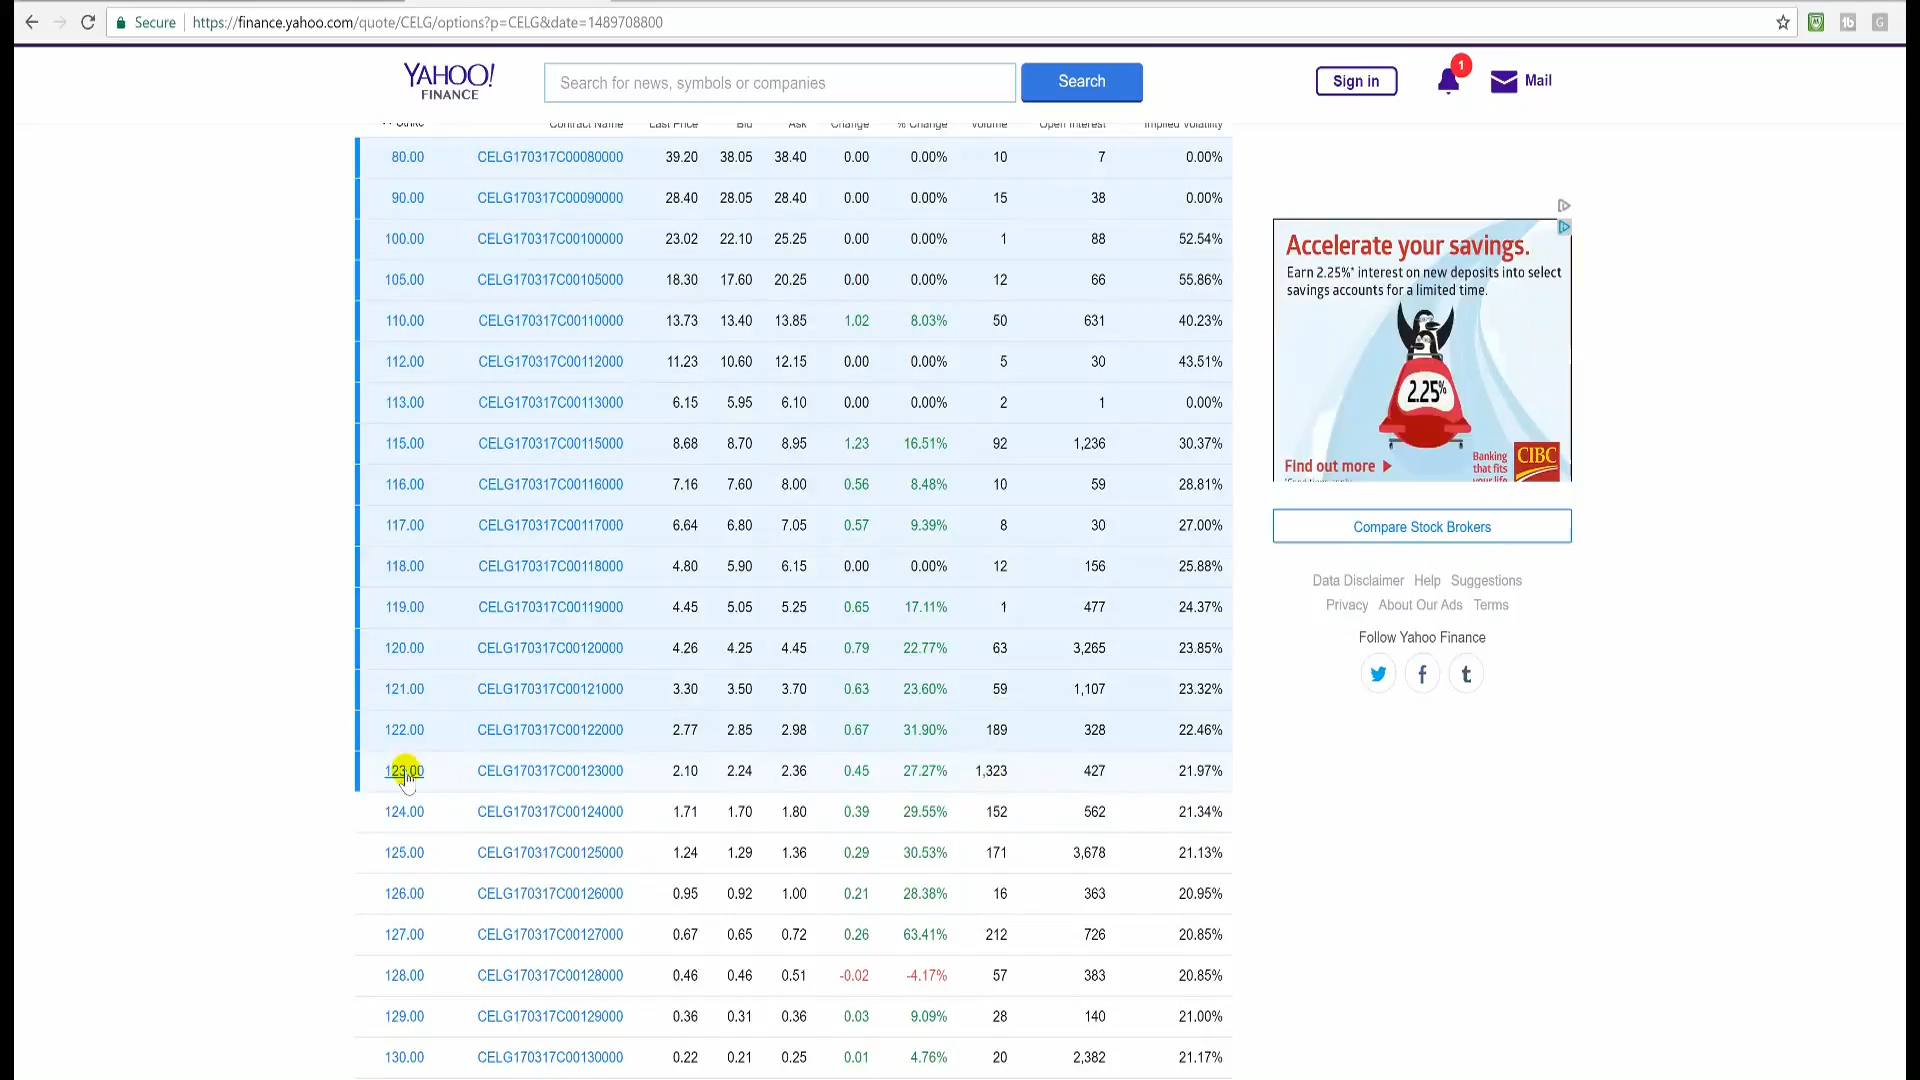 Secure https://finance.yahoo.com/quote/CELG/options?p=CELG&date=1489708800
YAHOO!
FINANCE
Search for news, symbols or companies
Search
Sign in
1
Mail
Strike Contract Name Last Price Bid Ask Change % Change Volume Open Interest Implied Volatility
80.00 CELG170317C00080000 39.20 38.05 38.40 0.00 0.00% 10 7 0.00%
90.00 CELG170317C00090000 28.40 28.05 28.40 0.00 0.00% 15 38 0.00%
100.00 CELG170317C00100000 23.02 22.10 25.25 0.00 0.00% 1 88 52.54%
105.00 CELG170317C00105000 18.30 17.60 20.25 0.00 0.00% 12 66 55.86%
110.00 CELG170317C00110000 13.73 13.40 13.85 1.02 8.03% 50 631 40.23%
112.00 CELG170317C00112000 11.23 10.60 12.15 0.00 0.00% 5 30 43.51%
113.00 CELG170317C00113000 6.15 5.95 6.10 0.00 0.00% 2 1 0.00%
115.00 CELG170317C00115000 8.68 8.70 8.95 1.23 16.51% 92 1,236 30.37%
116.00 CELG170317C00116000 7.16 7.60 8.00 0.56 8.48% 10 59 28.81%
117.00 CELG170317C00117000 6.64 6.80 7.05 0.57 9.39% 8 30 27.00%
118.00 CELG170317C00118000 4.80 5.90 6.15 0.00 0.00% 12 156 25.88%
119.00 CELG170317C00119000 4.45 5.05 5.25 0.65 17.11% 1 477 24.37%
120.00 CELG170317C00120000 4.26 4.25 4.45 0.79 22.77% 63 3,265 23.85%
121.00 CELG170317C00121000 3.30 3.50 3.70 0.63 23.60% 59 1,107 23.32%
122.00 CELG170317C00122000 2.77 2.85 2.98 0.67 31.90% 189 328 22.46%
123.00 CELG170317C00123000 2.10 2.24 2.36 0.45 27.27% 1,323 427 21.97%
124.00 CELG170317C00124000 1.71 1.70 1.80 0.39 29.55% 152 562 21.34%
125.00 CELG170317C00125000 1.24 1.29 1.36 0.29 30.53% 171 3,678 21.13%
126.00 CELG170317C00126000 0.95 0.92 1.00 0.21 28.38% 16 363 20.95%
127.00 CELG170317C00127000 0.67 0.65 0.72 0.26 63.41% 212 726 20.85%
128.00 CELG170317C00128000 0.46 0.46 0.51 -0.02 -4.17% 57 383 20.85%
129.00 CELG170317C00129000 0.36 0.31 0.36 0.03 9.09% 28 140 21.00%
130.00 CELG170317C00130000 0.22 0.21 0.25 0.01 4.76% 20 2,382 21.17%
Accelerate your savings.
Earn 2.25%* interest on new deposits into select
savings accounts for a limited time.
2.25%
Find out more
Banking
that fits
your life
CIBC
Compare Stock Brokers
Data Disclaimer Help Suggestions
Privacy About Our Ads Terms
Follow Yahoo Finance